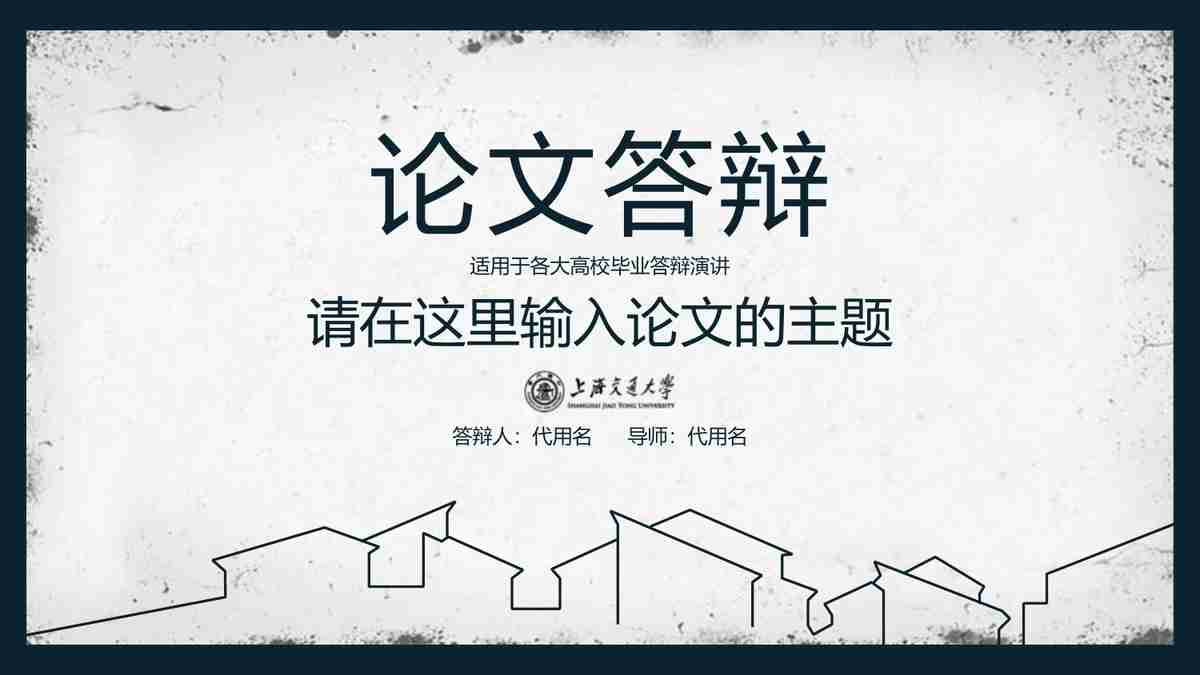 论文答辩
适用于各大高校毕业答辩演讲
请在这里输入论文的主题
上海交通大学
SHANGHAI JIAO TONG UNIVERSITY
答辩人：代用名 导师：代用名